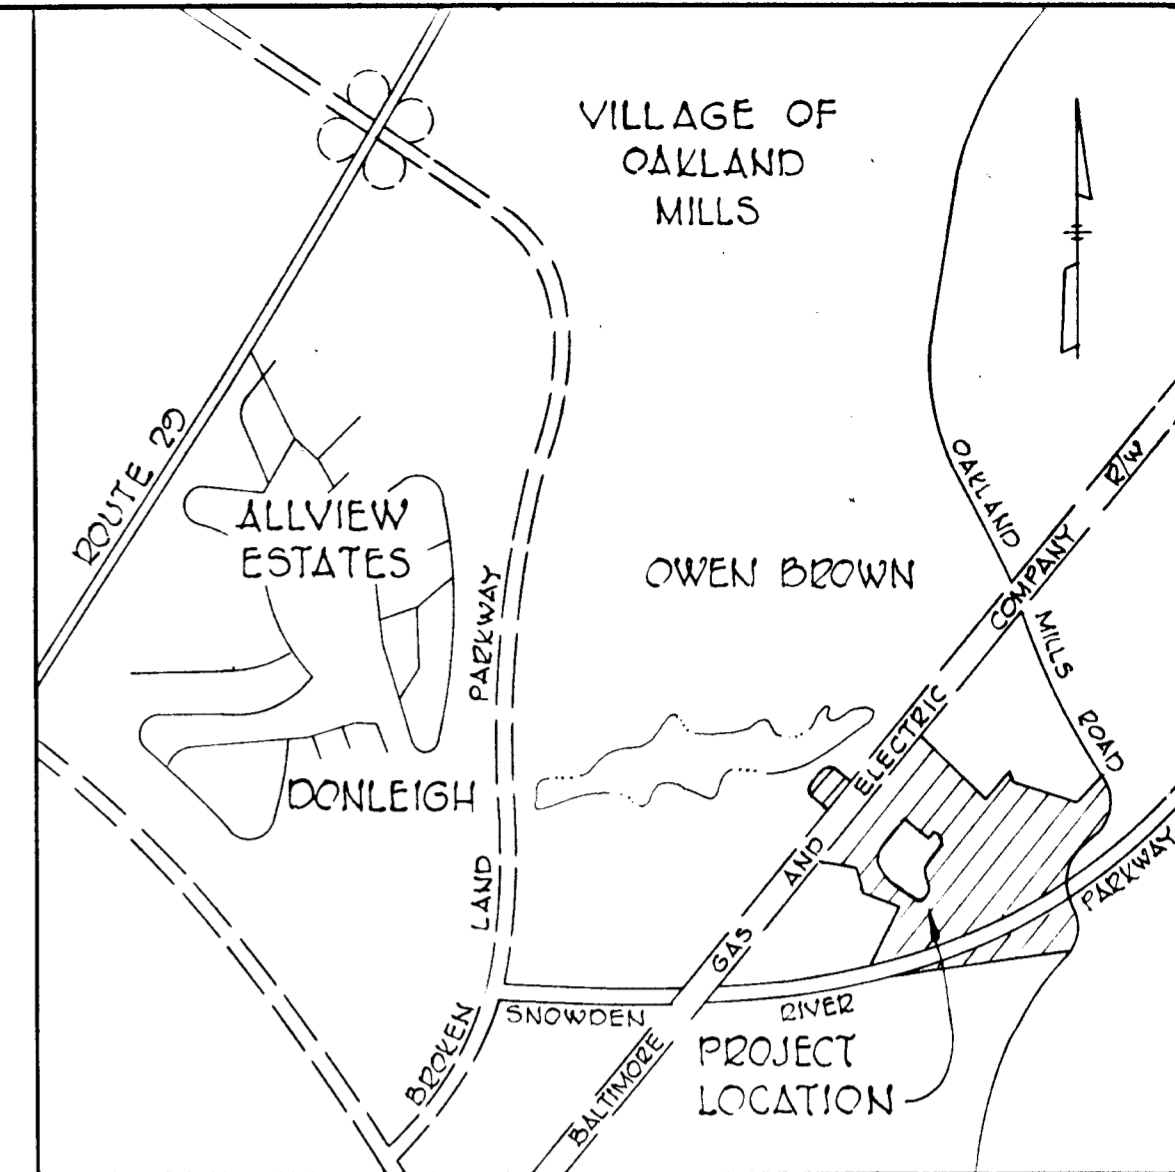 VILLAGE OF
OAKLAND
MILLS
ROUTE 29
ALLVIEW
ESTATES
OWEN BROWN
OAKLAND MILLS ROAD
BALTIMORE GAS AND ELECTRIC COMPANY R/W
DONLEIGH
BROKEN LAND PARKWAY
SNOWDEN RIVER PARKWAY
PROJECT
LOCATION